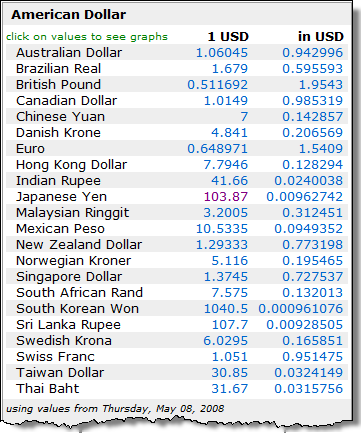 American Dollar
click on values to see graphs 1 USD in USD
Australian Dollar 1.06045 0.942996
Brazilian Real 1.679 0.595593
British Pound 0.511692 1.9543
Canadian Dollar 1.0149 0.985319
Chinese Yuan 7 0.142857
Danish Krone 4.841 0.206569
Euro 0.648971 1.5409
Hong Kong Dollar 7.7946 0.128294
Indian Rupee 41.66 0.0240038
Japanese Yen 103.87 0.00962742
Malaysian Ringgit 3.2005 0.312451
Mexican Peso 10.5335 0.0949352
New Zealand Dollar 1.29333 0.773198
Norwegian Kroner 5.116 0.195465
Singapore Dollar 1.3745 0.727537
South African Rand 7.575 0.132013
South Korean Won 1040.5 0.000961076
Sri Lanka Rupee 107.7 0.00928505
Swedish Krona 6.0295 0.165851
Swiss Franc 1.051 0.951475
Taiwan Dollar 30.85 0.0324149
Thai Baht 31.67 0.0315756
using values from Thursday, May 08, 2008